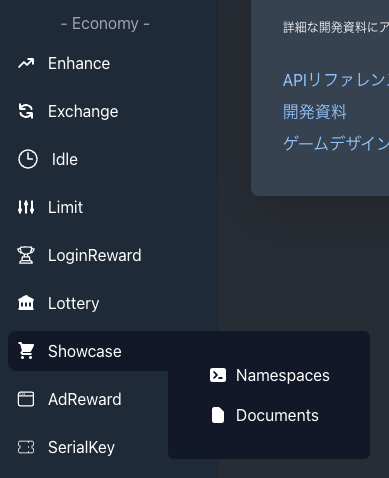 - Economy -
Enhance
Exchange
Idle
Limit
LoginReward
Lottery
Showcase
AdReward
SerialKey
Namespaces
Documents
詳細な開発資料にア
APIリファレン
開発資料
ゲームデザイン